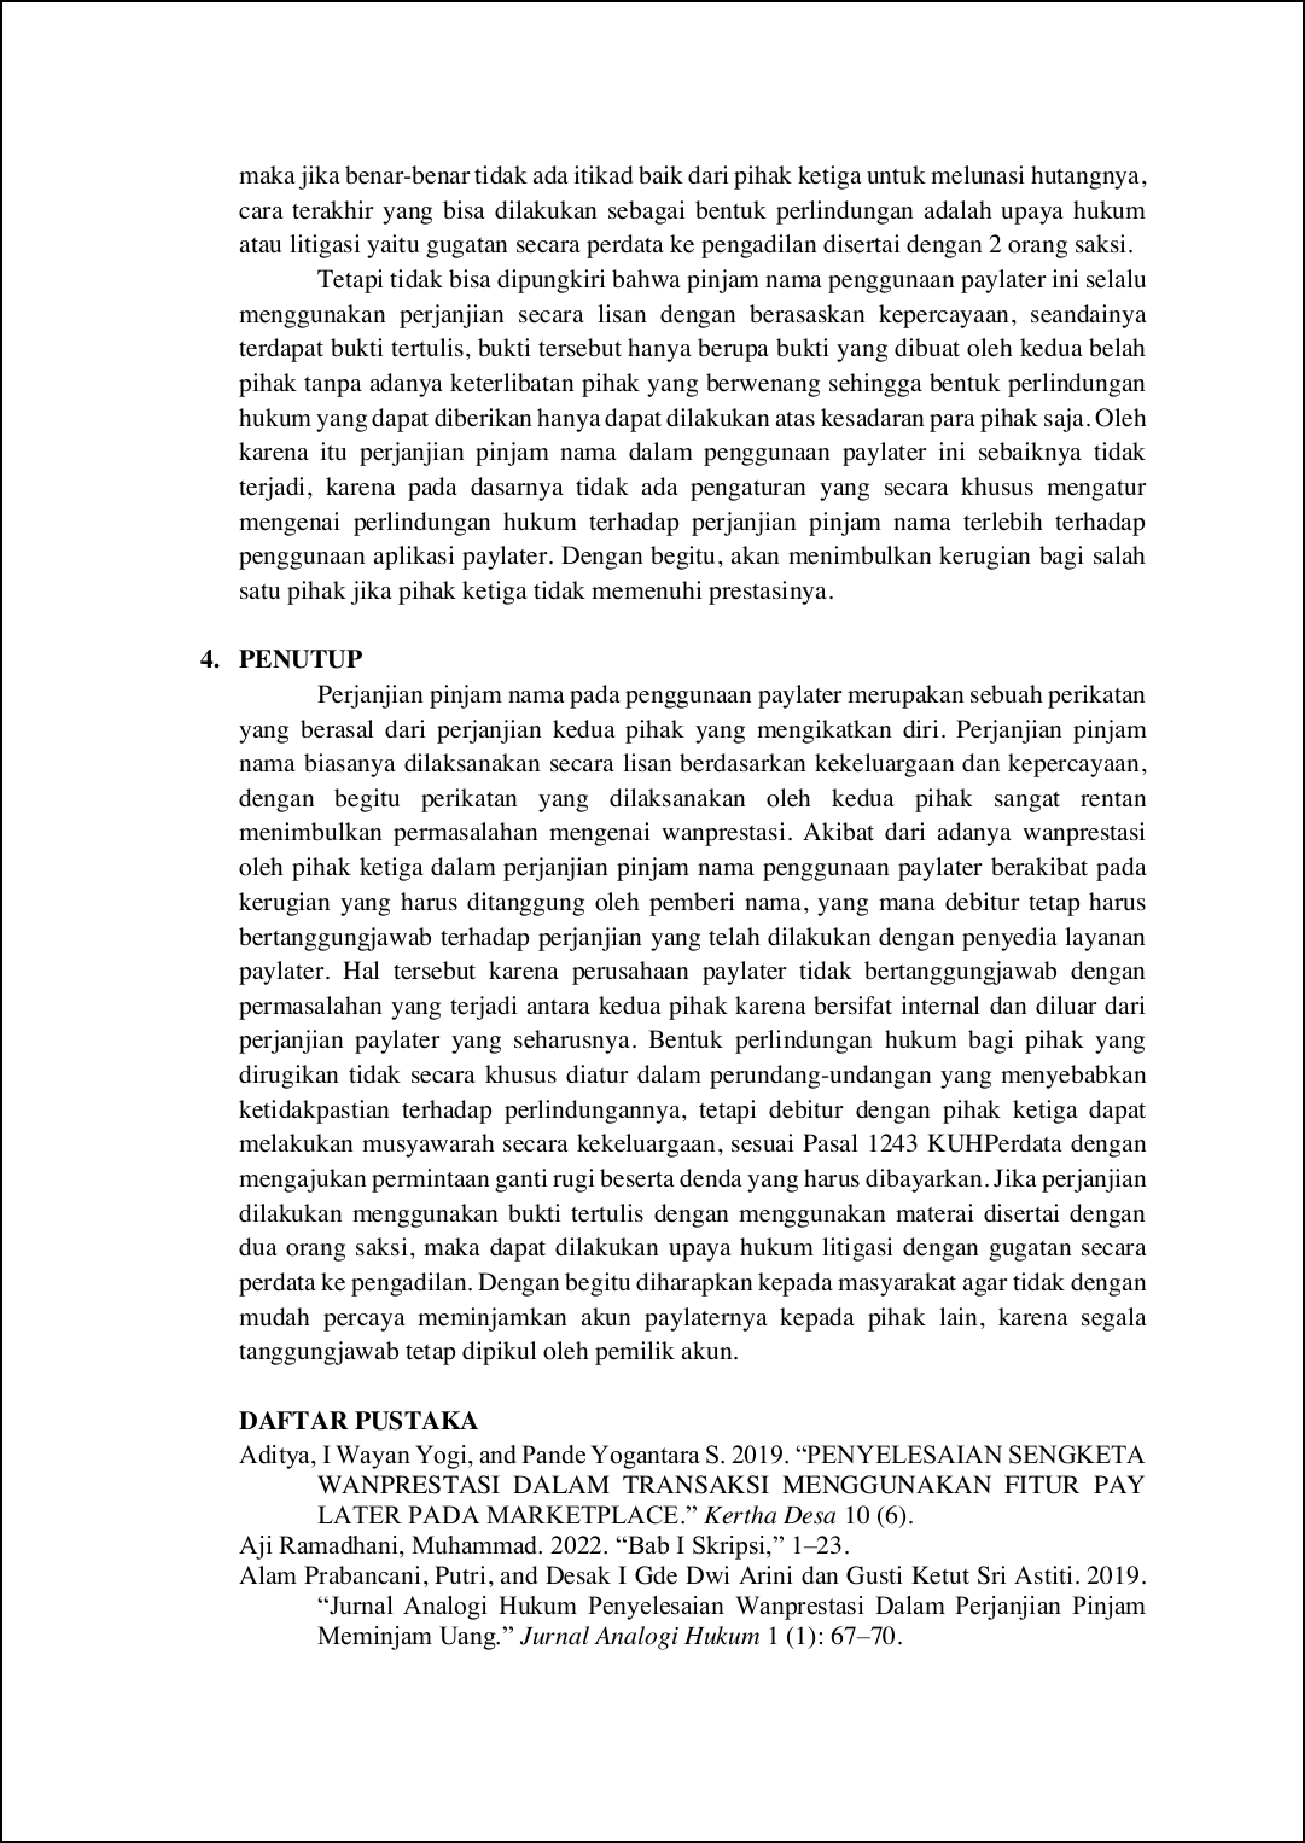 maka jika benar-benar tidak ada itikad baik dari pihak ketiga untuk melunasi hutangnya,
cara terakhir yang bisa dilakukan sebagai bentuk perlindungan adalah upaya hukum
atau litigasi yaitu gugatan secara perdata ke pengadilan disertai dengan 2 orang saksi.
Tetapi tidak bisa dipungkiri bahwa pinjam nama penggunaan paylater ini selalu
menggunakan perjanjian secara lisan dengan berasaskan kepercayaan, seandainya
terdapat bukti tertulis, bukti tersebut hanya berupa bukti yang dibuat oleh kedua belah
pihak tanpa adanya keterlibatan pihak yang berwenang sehingga bentuk perlindungan
hukum yang dapat diberikan hanya dapat dilakukan atas kesadaran para pihak saja. Oleh
karena itu perjanjian pinjam nama dalam penggunaan paylater ini sebaiknya tidak
terjadi, karena pada dasarnya tidak ada pengaturan yang secara khusus mengatur
mengenai perlindungan hukum terhadap perjanjian pinjam nama terlebih terhadap
penggunaan aplikasi paylater. Dengan begitu, akan menimbulkan kerugian bagi salah
satu pihak jika pihak ketiga tidak memenuhi prestasinya.
4. PENUTUP
Perjanjian pinjam nama pada penggunaan paylater merupakan sebuah perikatan
yang berasal dari perjanjian kedua pihak yang mengikatkan diri. Perjanjian pinjam
nama biasanya dilaksanakan secara lisan berdasarkan kekeluargaan dan kepercayaan,
dengan begitu perikatan yang dilaksanakan oleh kedua pihak sangat rentan
menimbulkan permasalahan mengenai wanprestasi. Akibat dari adanya wanprestasi
oleh pihak ketiga dalam perjanjian pinjam nama penggunaan paylater berakibat pada
kerugian yang harus ditanggung oleh pemberi nama, yang mana debitur tetap harus
bertanggungjawab terhadap perjanjian yang telah dilakukan dengan penyedia layanan
paylater. Hal tersebut karena perusahaan paylater tidak bertanggungjawab dengan
permasalahan yang terjadi antara kedua pihak karena bersifat internal dan diluar dari
perjanjian paylater yang seharusnya. Bentuk perlindungan hukum bagi pihak yang
dirugikan tidak secara khusus diatur dalam perundang-undangan yang menyebabkan
ketidakpastian terhadap perlindungannya, tetapi debitur dengan pihak ketiga dapat
melakukan musyawarah secara kekeluargaan, sesuai Pasal 1243 KUHPerdata dengan
mengajukan permintaan ganti rugi beserta denda yang harus dibayarkan. Jika perjanjian
dilakukan menggunakan bukti tertulis dengan menggunakan materai disertai dengan
dua orang saksi, maka dapat dilakukan upaya hukum litigasi dengan gugatan secara
perdata ke pengadilan. Dengan begitu diharapkan kepada masyarakat agar tidak dengan
mudah percaya meminjamkan akun paylaternya kepada pihak lain, karena segala
tanggungjawab tetap dipikul oleh pemilik akun.
DAFTAR PUSTAKA
Aditya, I Wayan Yogi, and Pande Yogantara S. 2019. “PENYELESAIAN SENGKETA
WANPRESTASI DALAM TRANSAKSI MENGGUNAKAN FITUR PAY
LATER PADA MARKETPLACE.” Kertha Desa 10 (6).
Aji Ramadhani, Muhammad. 2022. “Bab I Skripsi,” 1–23.
Alam Prabancani, Putri, and Desak I Gde Dwi Arini dan Gusti Ketut Sri Astiti. 2019.
“Jurnal Analogi Hukum Penyelesaian Wanprestasi Dalam Perjanjian Pinjam
Meminjam Uang.” Jurnal Analogi Hukum 1 (1): 67–70.